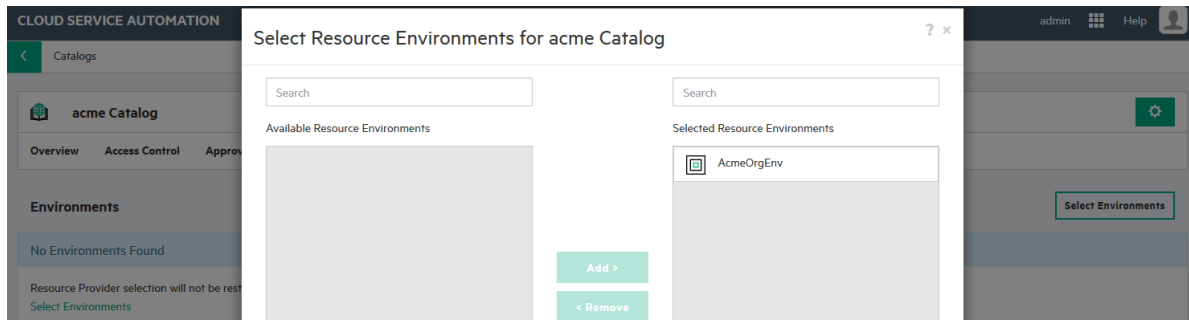 CLOUD SERVICE AUTOMATION
admin
Help
Select Resource Environments for acme Catalog
? ×
< Catalogs
Search
Search
acme Catalog
Available Resource Environments
Selected Resource Environments
Overview Access Control Approv
AcmeOrgEnv
Environments
Select Environments
No Environments Found
Add >
Resource Provider selection will not be rest
Select Environments
< Remove